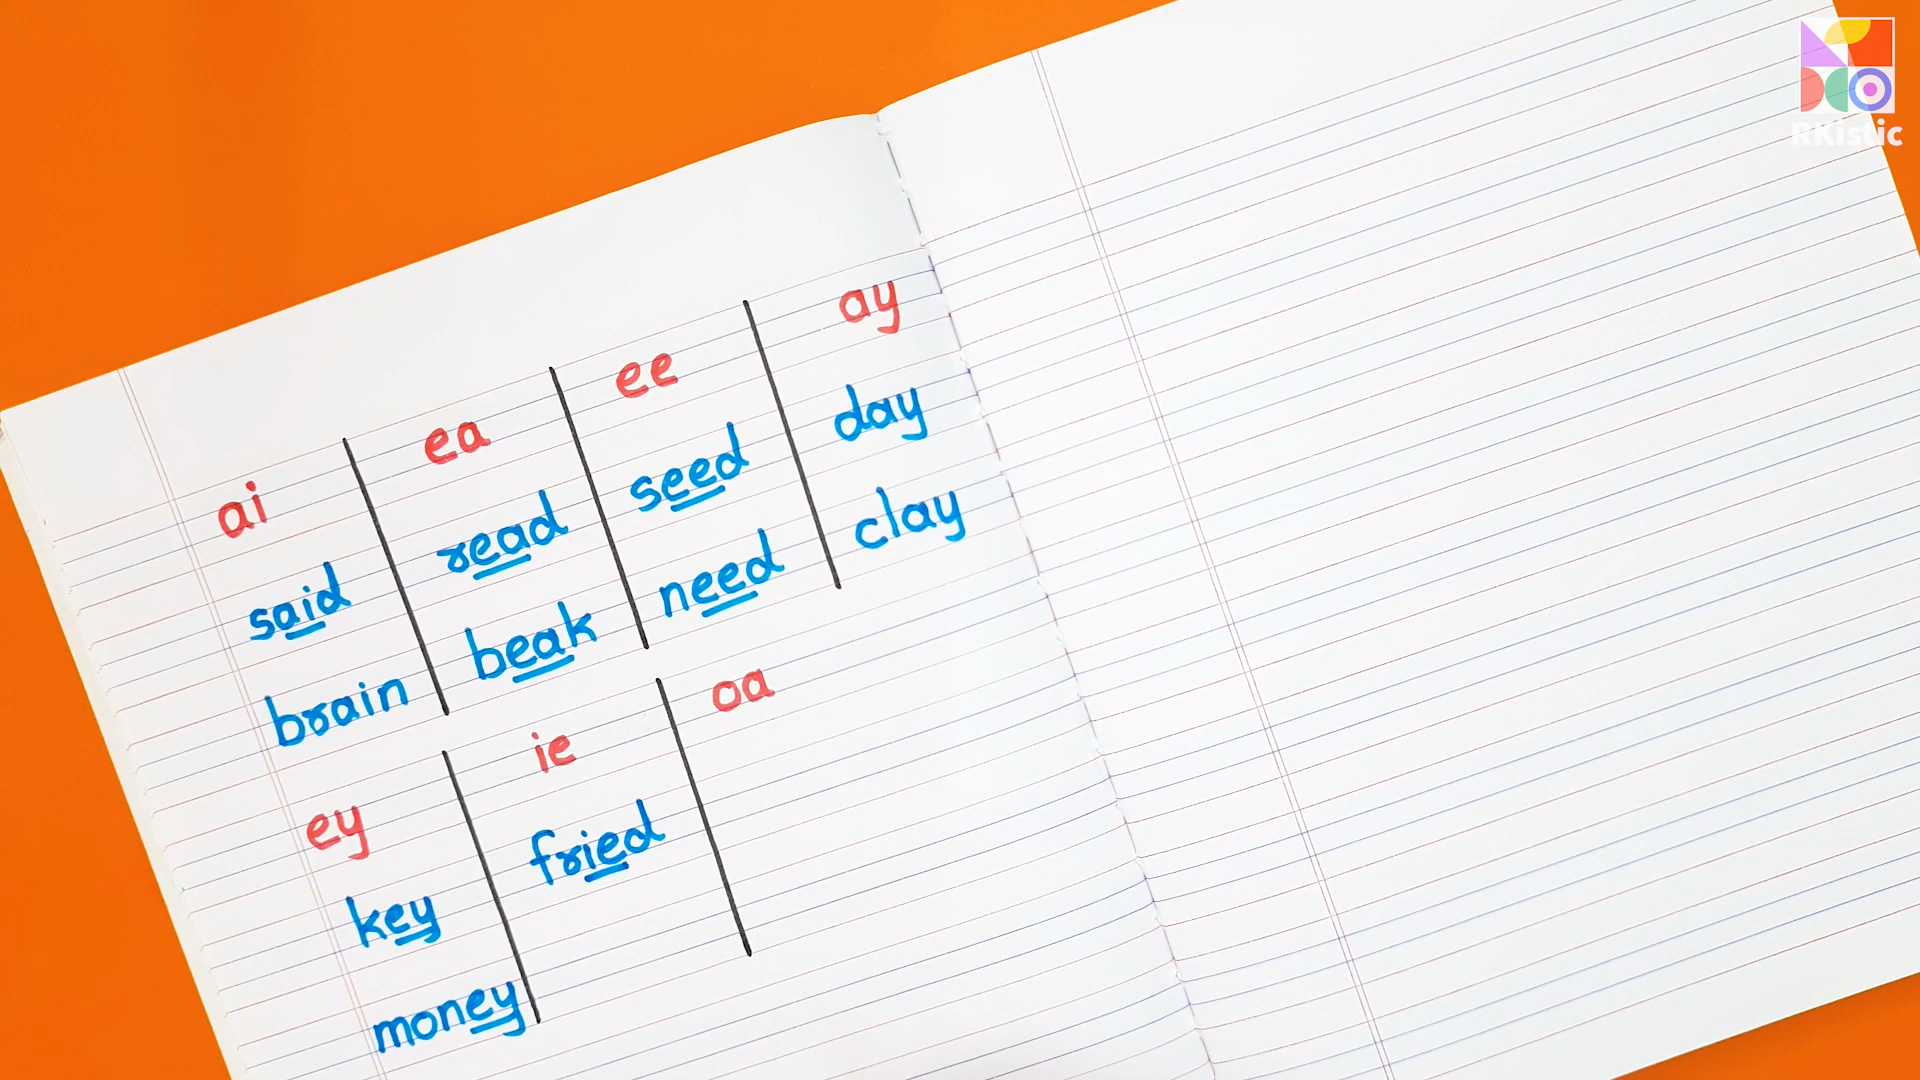 ai ea ee ay
said read seed day
brain beak need clay
ey ie oa
key fried
money
RKistic